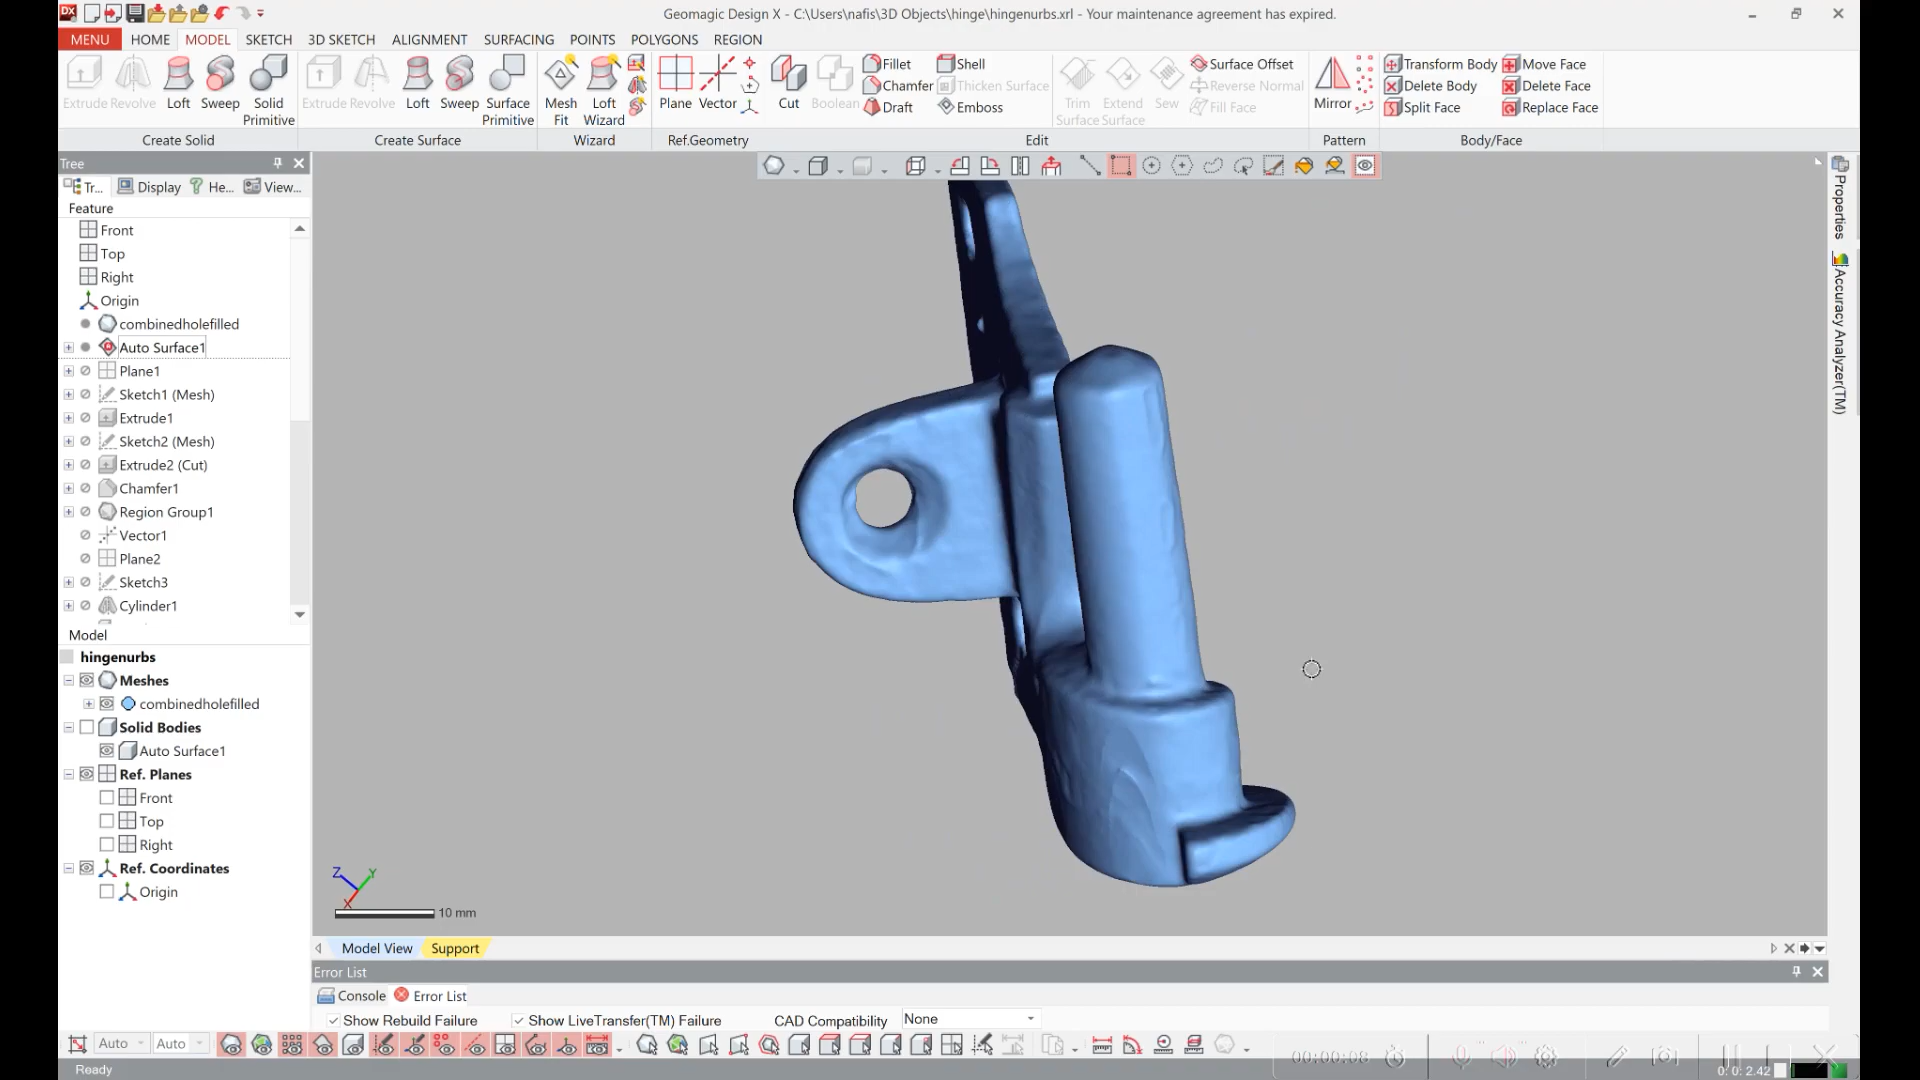 Geomagic Design X - C:\Users\nafis\3D Objects\hinge\hingenurbs.xrl - Your maintenance agreement has expired.
MENU HOME MODEL SKETCH 3D SKETCH ALIGNMENT SURFACING POINTS POLYGONS REGION
Extrude Revolve Loft Sweep Solid Primitive
Create Solid
Extrude Revolve Loft Sweep Surface Primitive
Create Surface
Mesh Fit Loft Wizard
Wizard
Plane Vector
Ref.Geometry
Cut Boolean
Fillet Shell
Chamfer Thicken Surface
Draft Emboss
Trim Surface Extend Surface Sew
Surface Offset
Reverse Normal
Fill Face
Edit
Mirror
Pattern
Transform Body Move Face
Delete Body Delete Face
Split Face Replace Face
Body/Face
Tree
Tr... Display He... View...
Feature
Front
Top
Right
Origin
combinedholefilled
Auto Surface1
Plane1
Sketch1 (Mesh)
Extrude1
Sketch2 (Mesh)
Extrude2 (Cut)
Chamfer1
Region Group1
Vector1
Plane2
Sketch3
Cylinder1
Model
hingenurbs
Meshes
combinedholefilled
Solid Bodies
Auto Surface1
Ref. Planes
Front
Top
Right
Ref. Coordinates
Origin
Z Y
X
10 mm
Properties
Accuracy Analyzer(TM)
Model View Support
Error List
Console Error List
Show Rebuild Failure Show LiveTransfer(TM) Failure CAD Compatibility None
Auto Auto
00:00:08
Ready
0: 0: 2.42